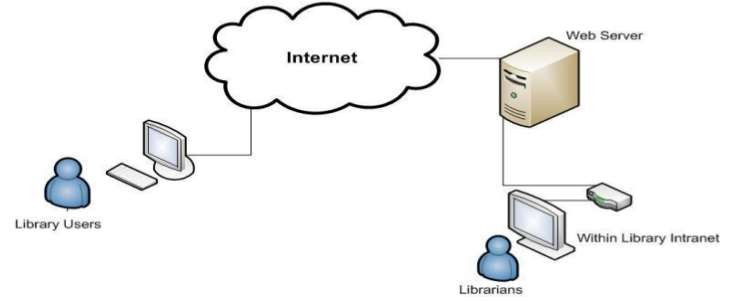 Internet
Web Server
Library Users
Within Library Intranet
Librarians